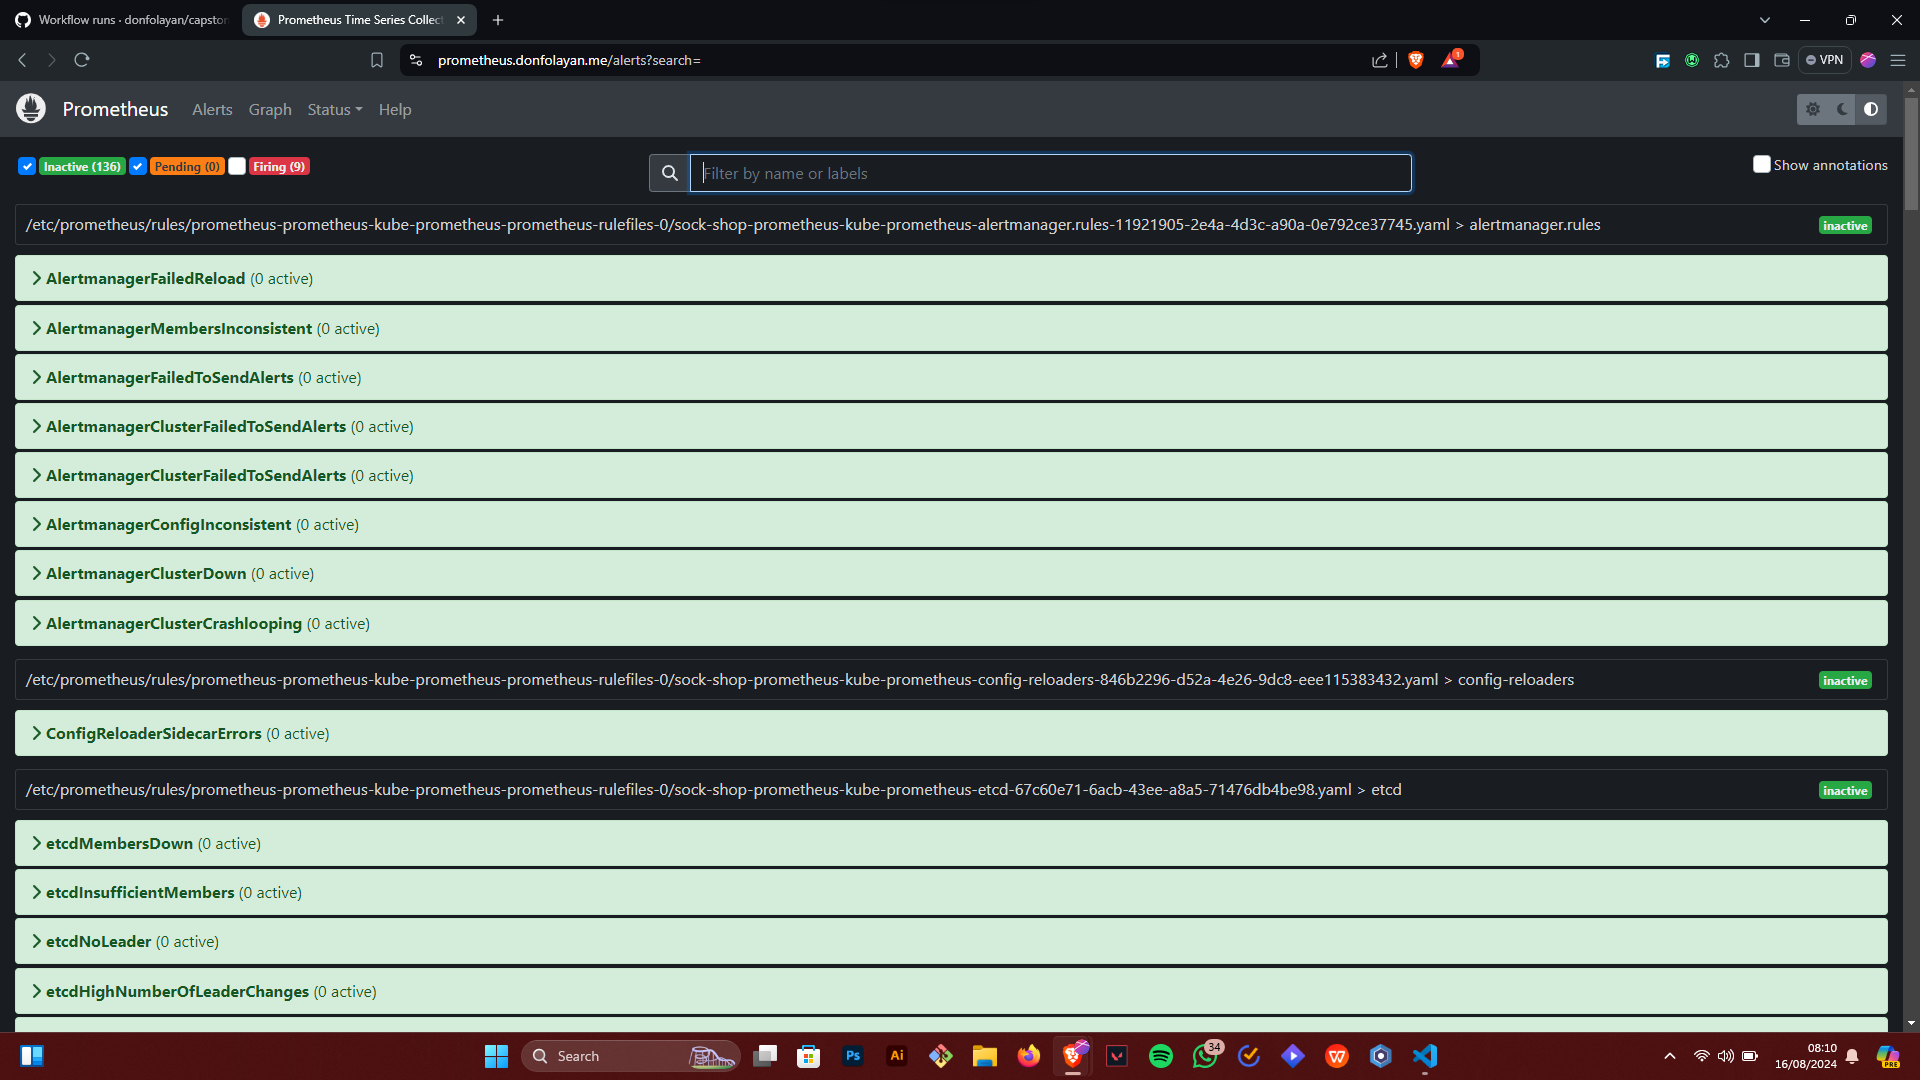 Workflow runs · donfolayan/capston
Prometheus Time Series Collect
prometheus.donfolayan.me/alerts?search=
1
VPN
Prometheus
Alerts
Graph
Status
Help
Inactive (136)
Pending (0)
Firing (9)
Filter by name or labels
Show annotations
/etc/prometheus/rules/prometheus-prometheus-kube-prometheus-prometheus-rulefiles-0/sock-shop-prometheus-kube-prometheus-alertmanager.rules-11921905-2e4a-4d3c-a90a-0e792ce37745.yaml > alertmanager.rules
inactive
AlertmanagerFailedReload (0 active)
AlertmanagerMembersInconsistent (0 active)
AlertmanagerFailedToSendAlerts (0 active)
AlertmanagerClusterFailedToSendAlerts (0 active)
AlertmanagerClusterFailedToSendAlerts (0 active)
AlertmanagerConfigInconsistent (0 active)
AlertmanagerClusterDown (0 active)
AlertmanagerClusterCrashlooping (0 active)
/etc/prometheus/rules/prometheus-prometheus-kube-prometheus-prometheus-rulefiles-0/sock-shop-prometheus-kube-prometheus-config-reloaders-846b2296-d52a-4e26-9dc8-eee115383432.yaml > config-reloaders
inactive
ConfigReloaderSidecarErrors (0 active)
/etc/prometheus/rules/prometheus-prometheus-kube-prometheus-prometheus-rulefiles-0/sock-shop-prometheus-kube-prometheus-etcd-67c60e71-6acb-43ee-a8a5-71476db4be98.yaml > etcd
inactive
etcdMembersDown (0 active)
etcdInsufficientMembers (0 active)
etcdNoLeader (0 active)
etcdHighNumberOfLeaderChanges (0 active)
Search
Ps
Ai
34
08:10
16/08/2024
PRE